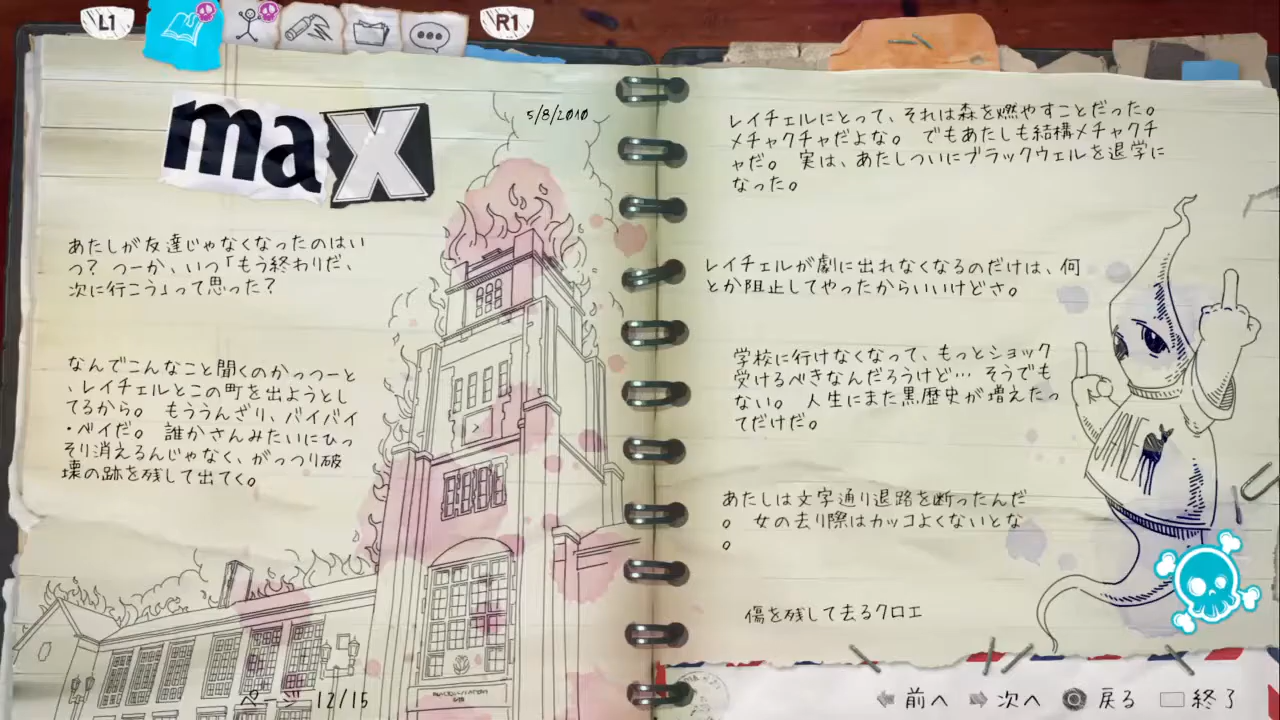 L1
R1
max
5/8/2010
あたしが友達じゃなくなったのはい
つ？ つーか、いつ「もう終わりだ、
次に行こう」って思った？
なんでこんなこと聞くのかっつーと
、レイチェルとこの町を出ようとし
てるから。 もううんざり、バイバイ
・ベイだ。 誰かさんみたいにひっ
そり消えるんじゃなく、がっつり破
壊の跡を残して出てく。
レイチェルにとって、それは森を燃やすことだった。
メチャクチャだよな。 でもあたしも結構メチャクチ
ャだ。 実は、あたしついにブラックウェルを退学に
なった。
レイチェルが劇に出れなくなるのだけは、何
とか阻止してやったからいいけどさ。
学校に行けなくなって、もっとショック
受けるべきなんだろうけど… そうでも
ない。 人生にまた黒歴史が増えたっ
てだけだ。
あたしは文字通り退路を断ったんだ
。 女の去り際はカッコよくないとな
。
傷を残して去るクロエ
ページ 12/15
前へ
次へ
戻る
終了